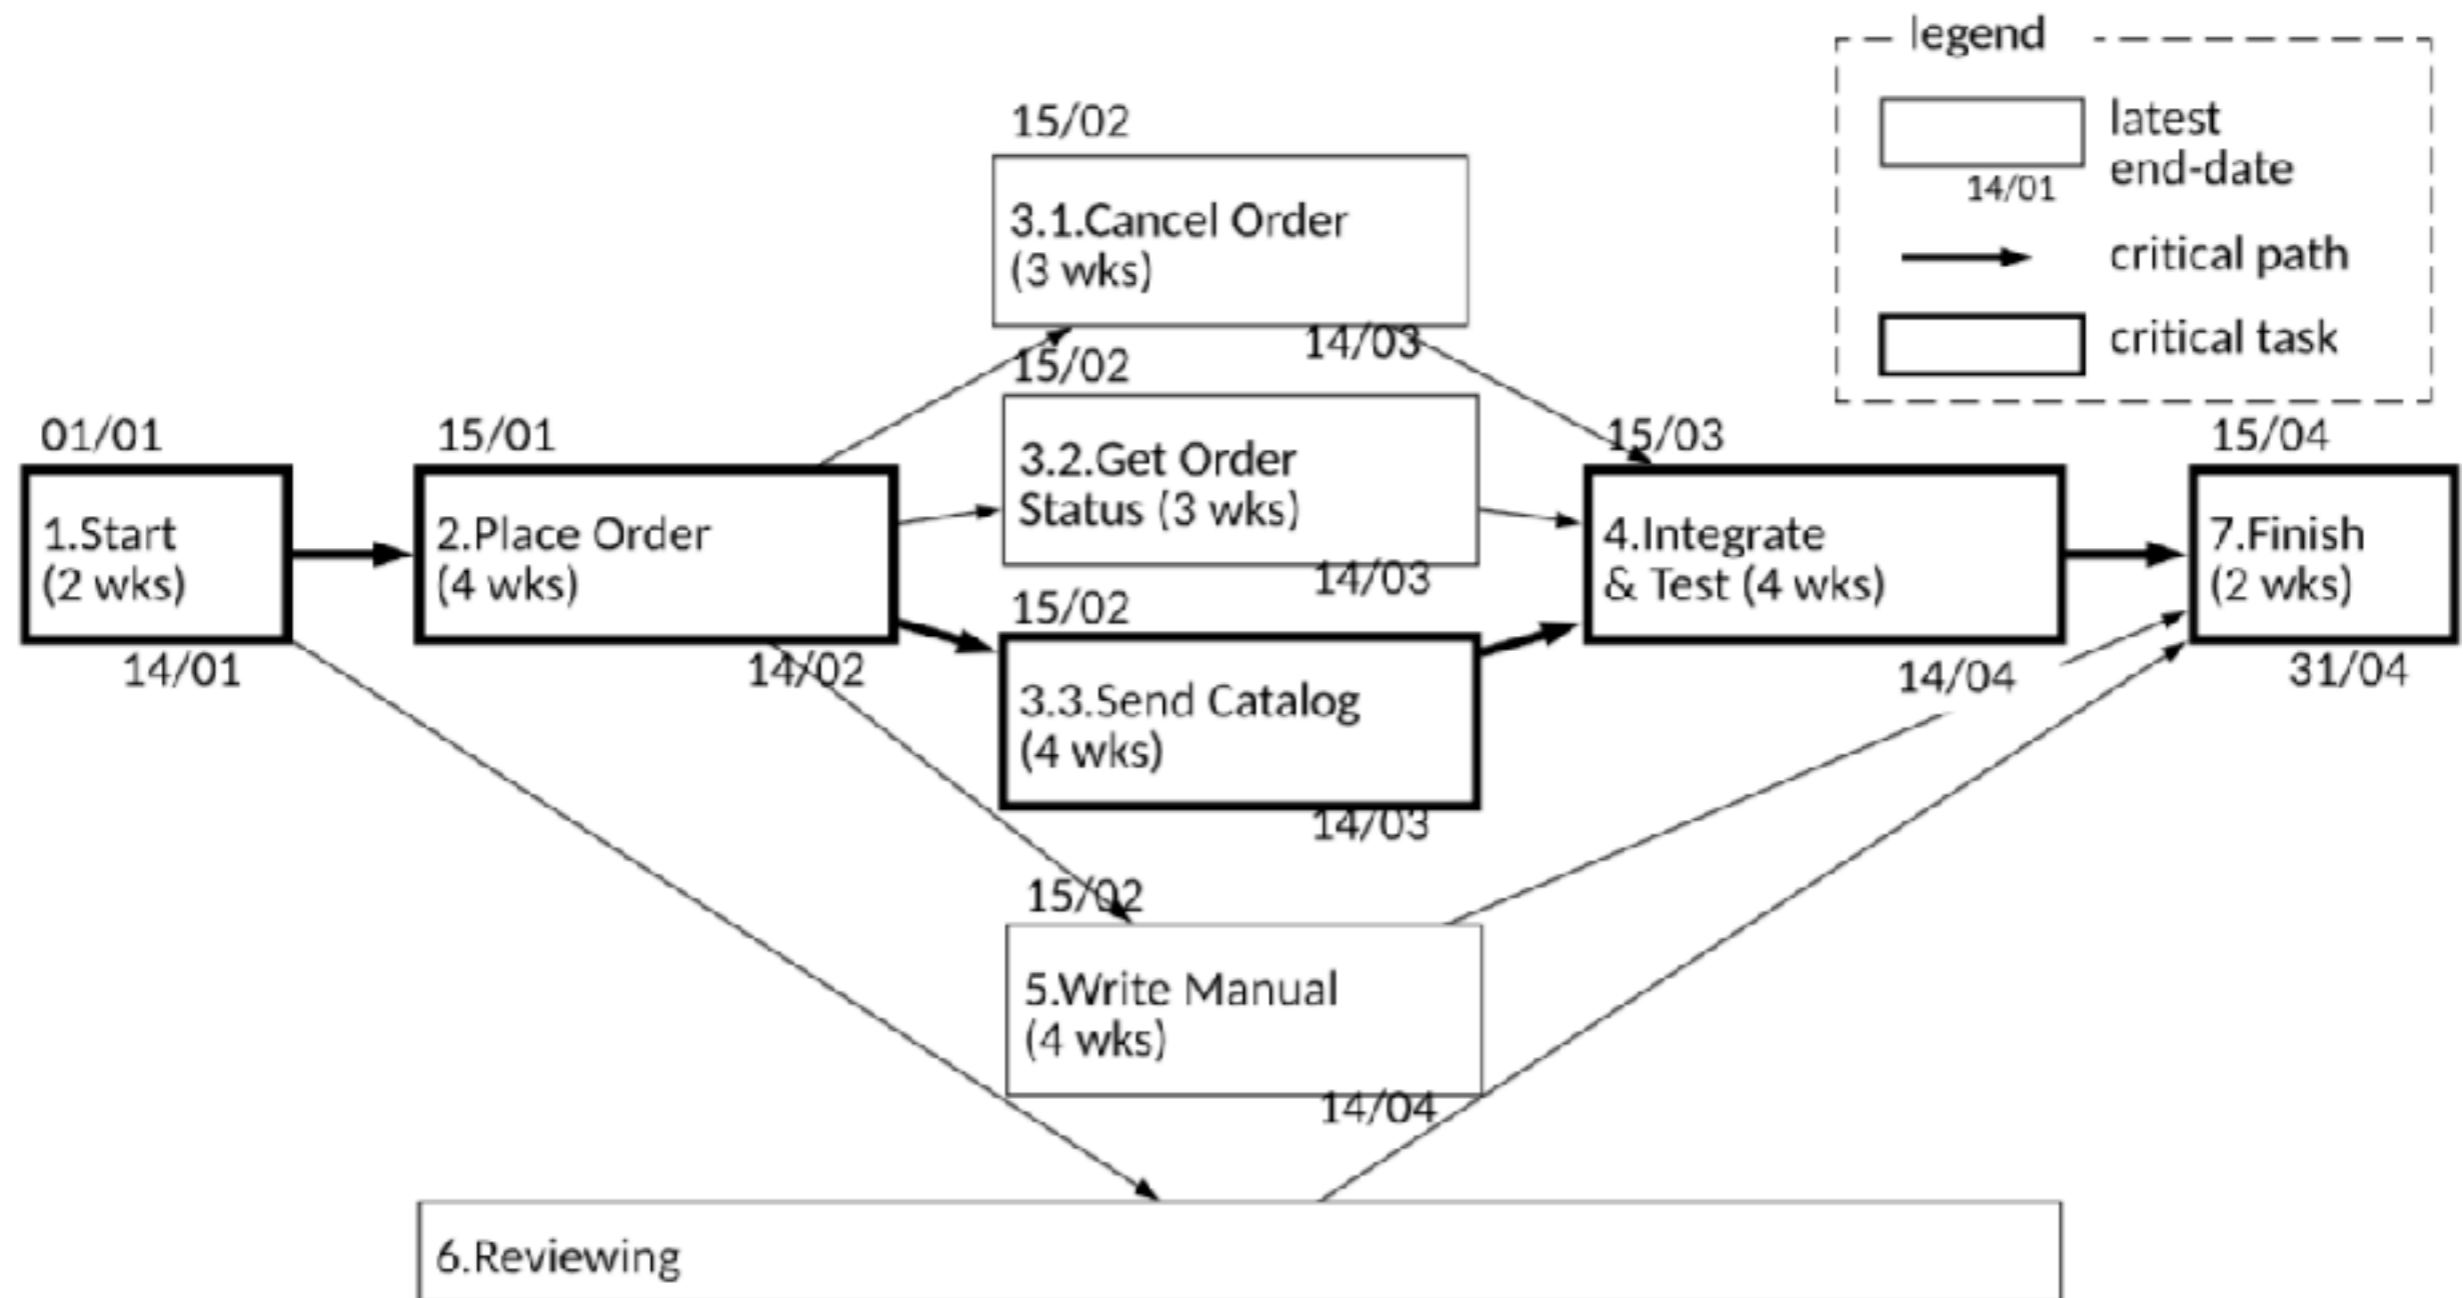 legend
latest
end-date
14/01
critical path
critical task
01/01
1.Start
(2 wks)
14/01
15/01
2.Place Order
(4 wks)
14/02
15/02
3.1.Cancel Order
(3 wks)
14/03
15/02
3.2.Get Order
Status (3 wks)
14/03
15/02
3.3.Send Catalog
(4 wks)
14/03
15/03
4.Integrate
& Test (4 wks)
14/04
15/04
7.Finish
(2 wks)
31/04
15/02
5.Write Manual
(4 wks)
14/04
6.Reviewing